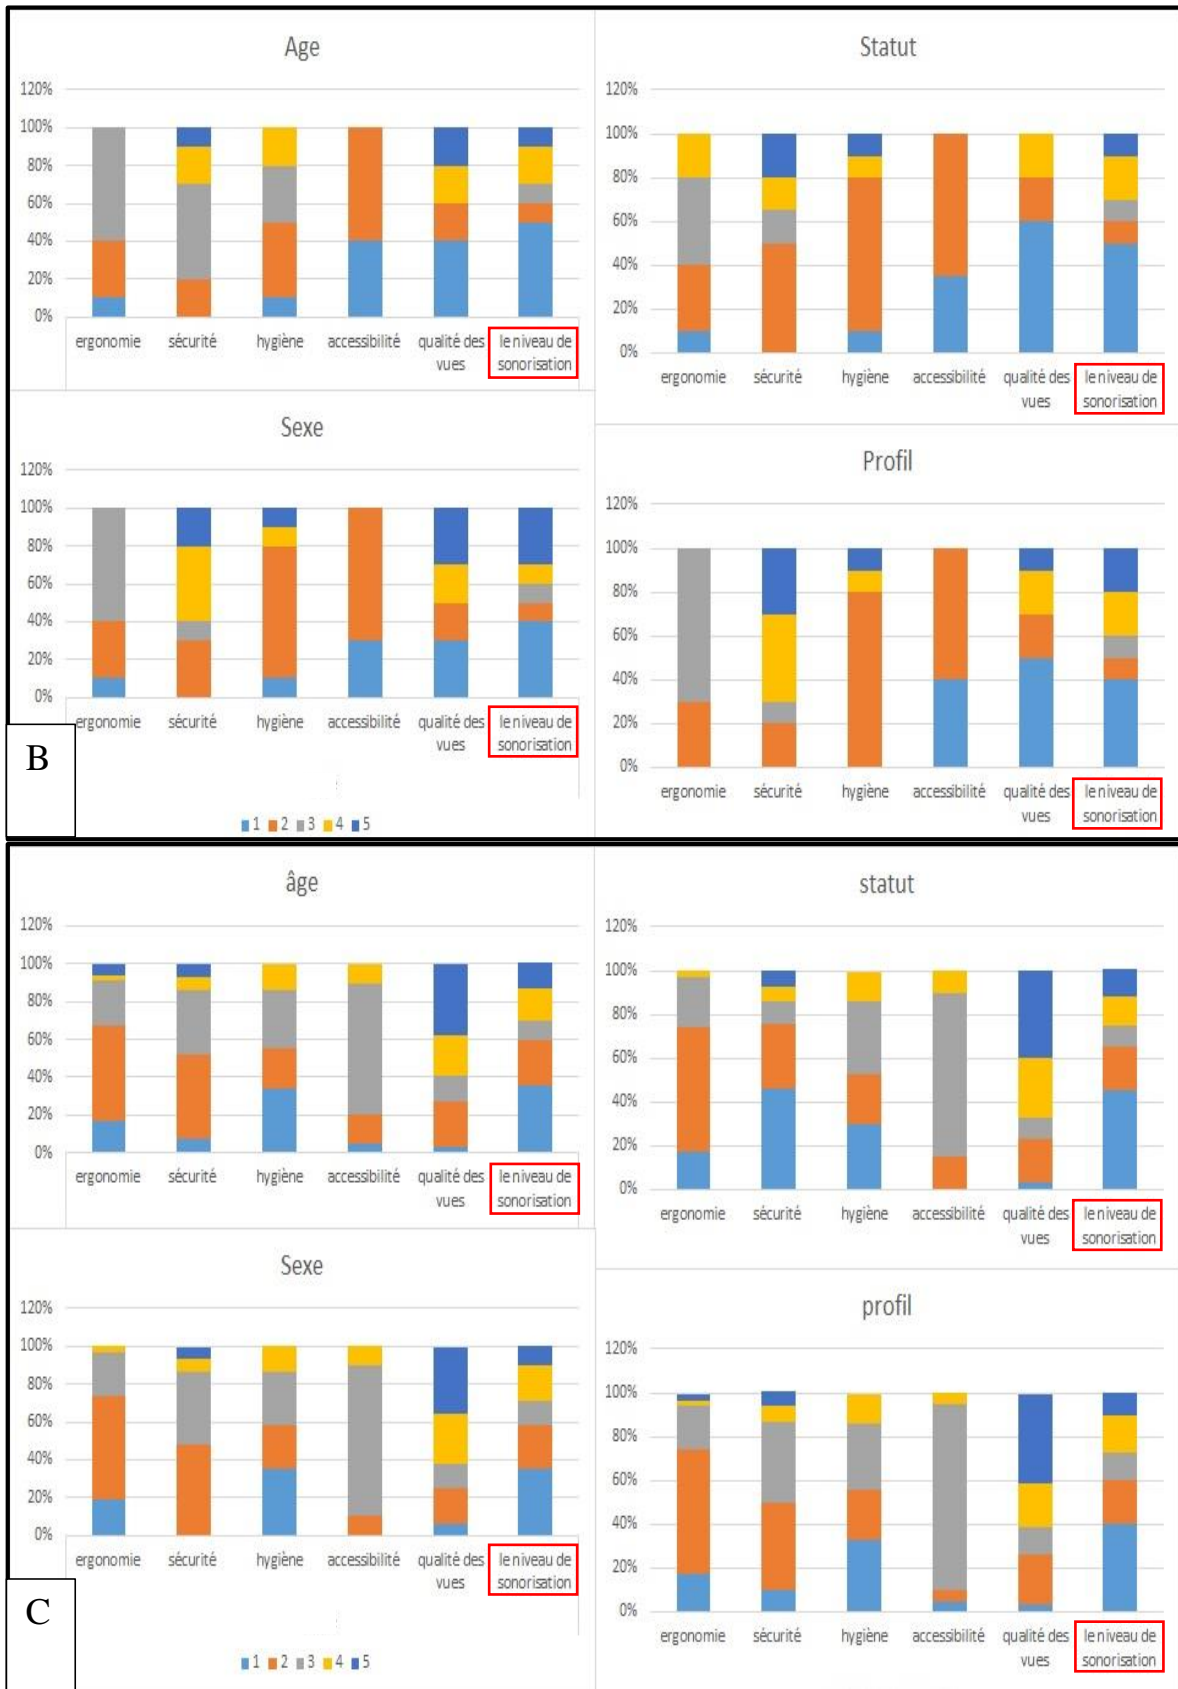 Age
120%
100%
80%
60%
40%
20%
0%
ergonomie
sécurité
hygiène
accessibilité
qualité des
vues
le niveau de
sonorisation
Statut
120%
100%
80%
60%
40%
20%
0%
ergonomie
sécurité
hygiène
accessibilité
qualité des
vues
le niveau de
sonorisation
Sexe
120%
100%
80%
60%
40%
20%
0%
ergonomie
sécurité
hygiène
accessibilité
qualité des
vues
le niveau de
sonorisation
Profil
120%
100%
80%
60%
40%
20%
0%
ergonomie
sécurité
hygiène
accessibilité
qualité des
vues
le niveau de
sonorisation
B
1 2 3 4 5
âge
120%
100%
80%
60%
40%
20%
0%
ergonomie
sécurité
hygiène
accessibilité
qualité des
vues
le niveau de
sonorisation
statut
120%
100%
80%
60%
40%
20%
0%
ergonomie
sécurité
hygiène
accessibilité
qualité des
vues
le niveau de
sonorisation
Sexe
120%
100%
80%
60%
40%
20%
0%
ergonomie
sécurité
hygiène
accessibilité
qualité des
vues
le niveau de
sonorisation
profil
120%
100%
80%
60%
40%
20%
0%
ergonomie
sécurité
hygiène
accessibilité
qualité des
vues
le niveau de
sonorisation
C
1 2 3 4 5